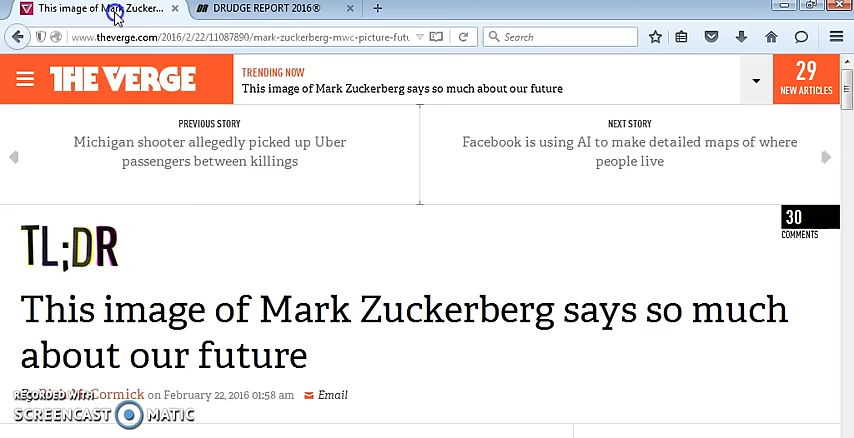 This image of Mark Zucker...
DRUDGE REPORT 2016®
www.theverge.com/2016/2/22/11087890/mark-zuckerberg-mwc-picture-futu
Search
THE VERGE
TRENDING NOW
This image of Mark Zuckerberg says so much about our future
29
NEW ARTICLES
PREVIOUS STORY
Michigan shooter allegedly picked up Uber
passengers between killings
NEXT STORY
Facebook is using AI to make detailed maps of where
people live
30
COMMENTS
TL;DR
This image of Mark Zuckerberg says so much
about our future
McCormick on February 22, 2016 01:58 am Email
RECORDED WITH
SCREENCAST MATIC